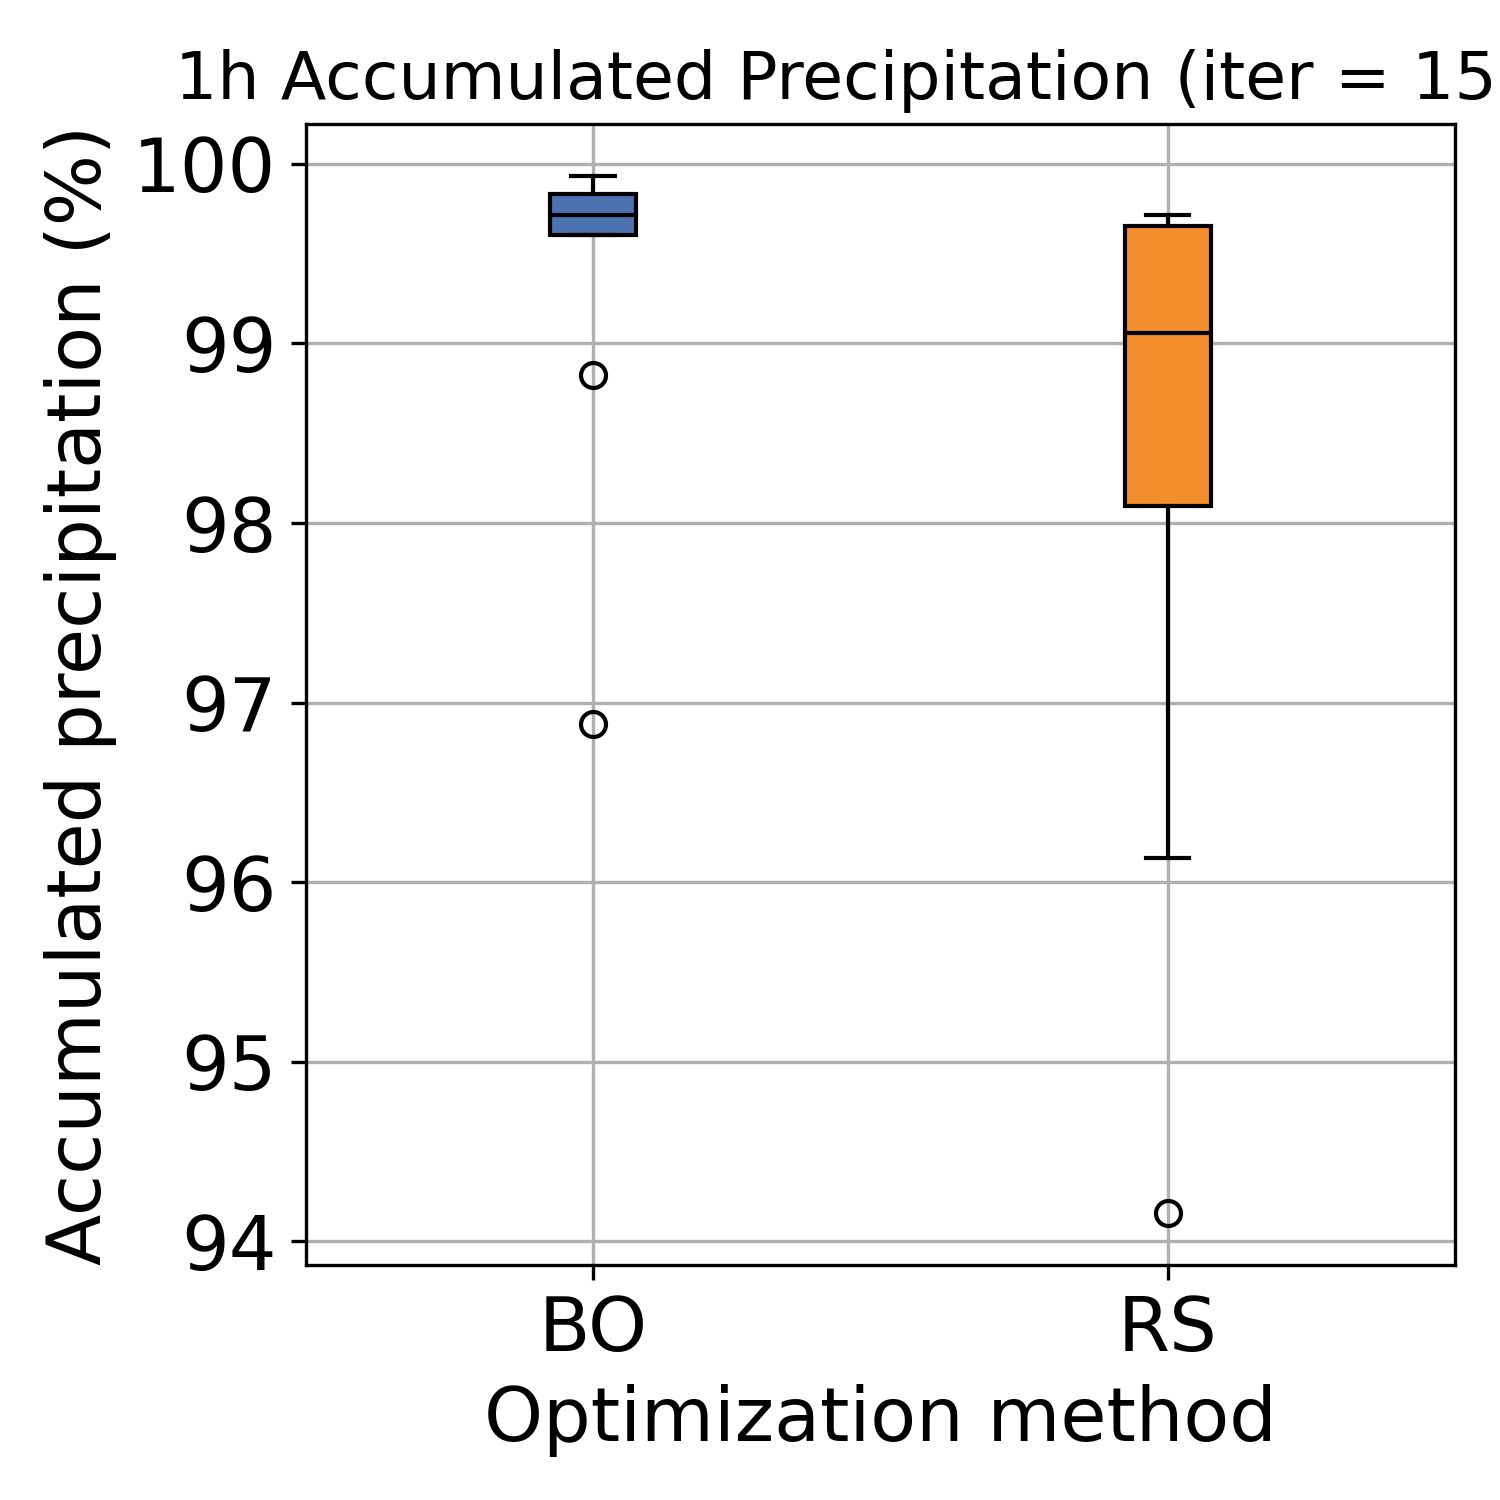 1h Accumulated Precipitation (iter = 15
Accumulated precipitation (%)
100
99
98
97
96
95
94
BO RS
Optimization method